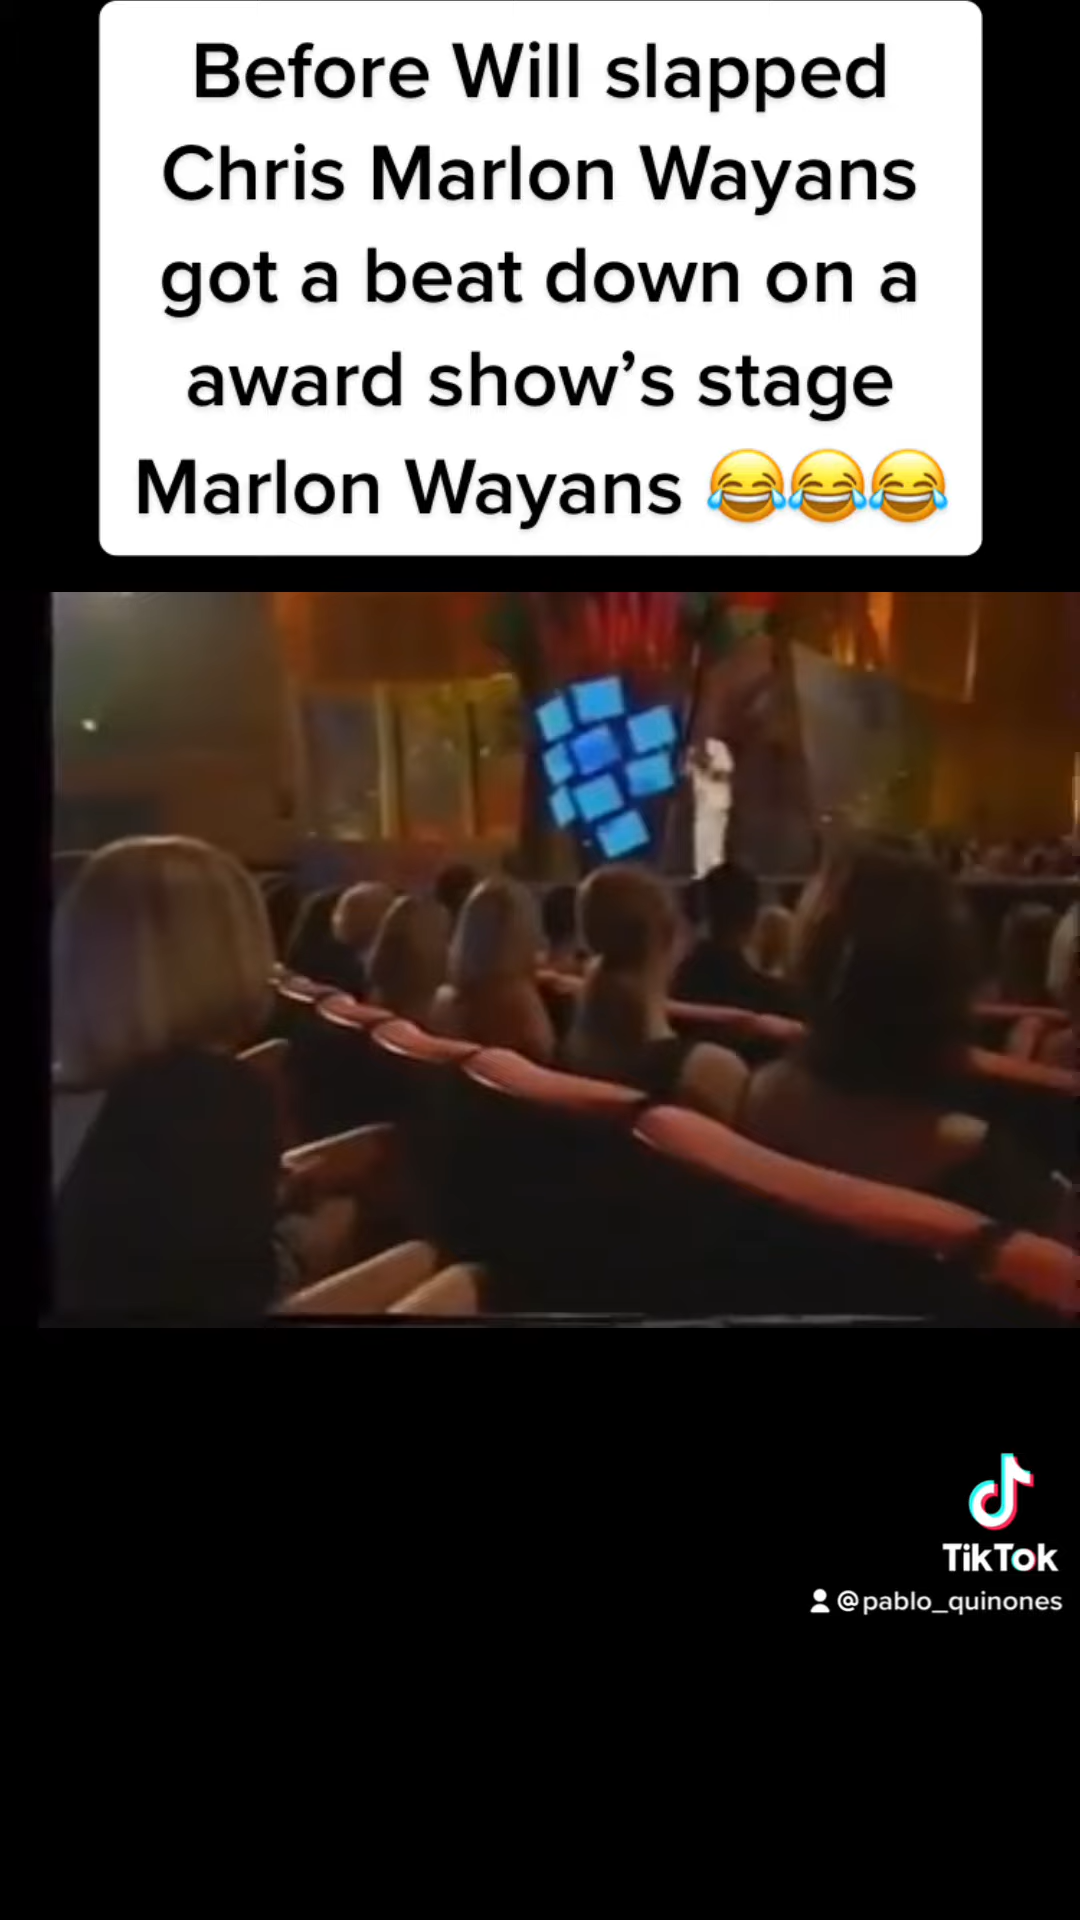 Before Will slapped
Chris Marlon Wayans
got a beat down on a
award show’s stage
Marlon Wayans 😂😂😂
TikTok
@pablo_quinones